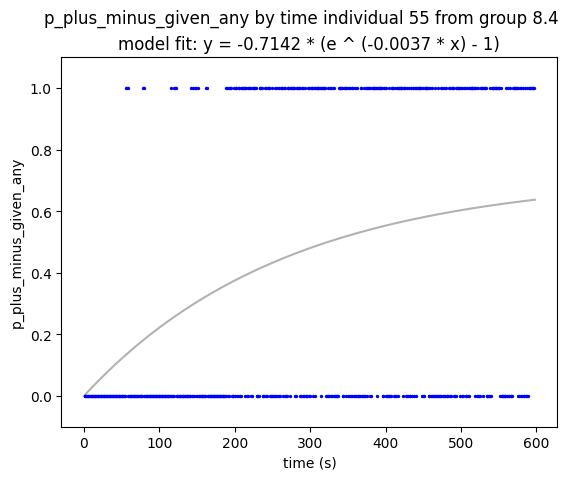 p_plus_minus_given_any by time individual 55 from group 8.4
model fit: y = -0.7142 * (e ^ (-0.0037 * x) - 1)
1.0
0.8
0.6
0.4
0.2
0.0
p_plus_minus_given_any
0 100 200 300 400 500 600
time (s)